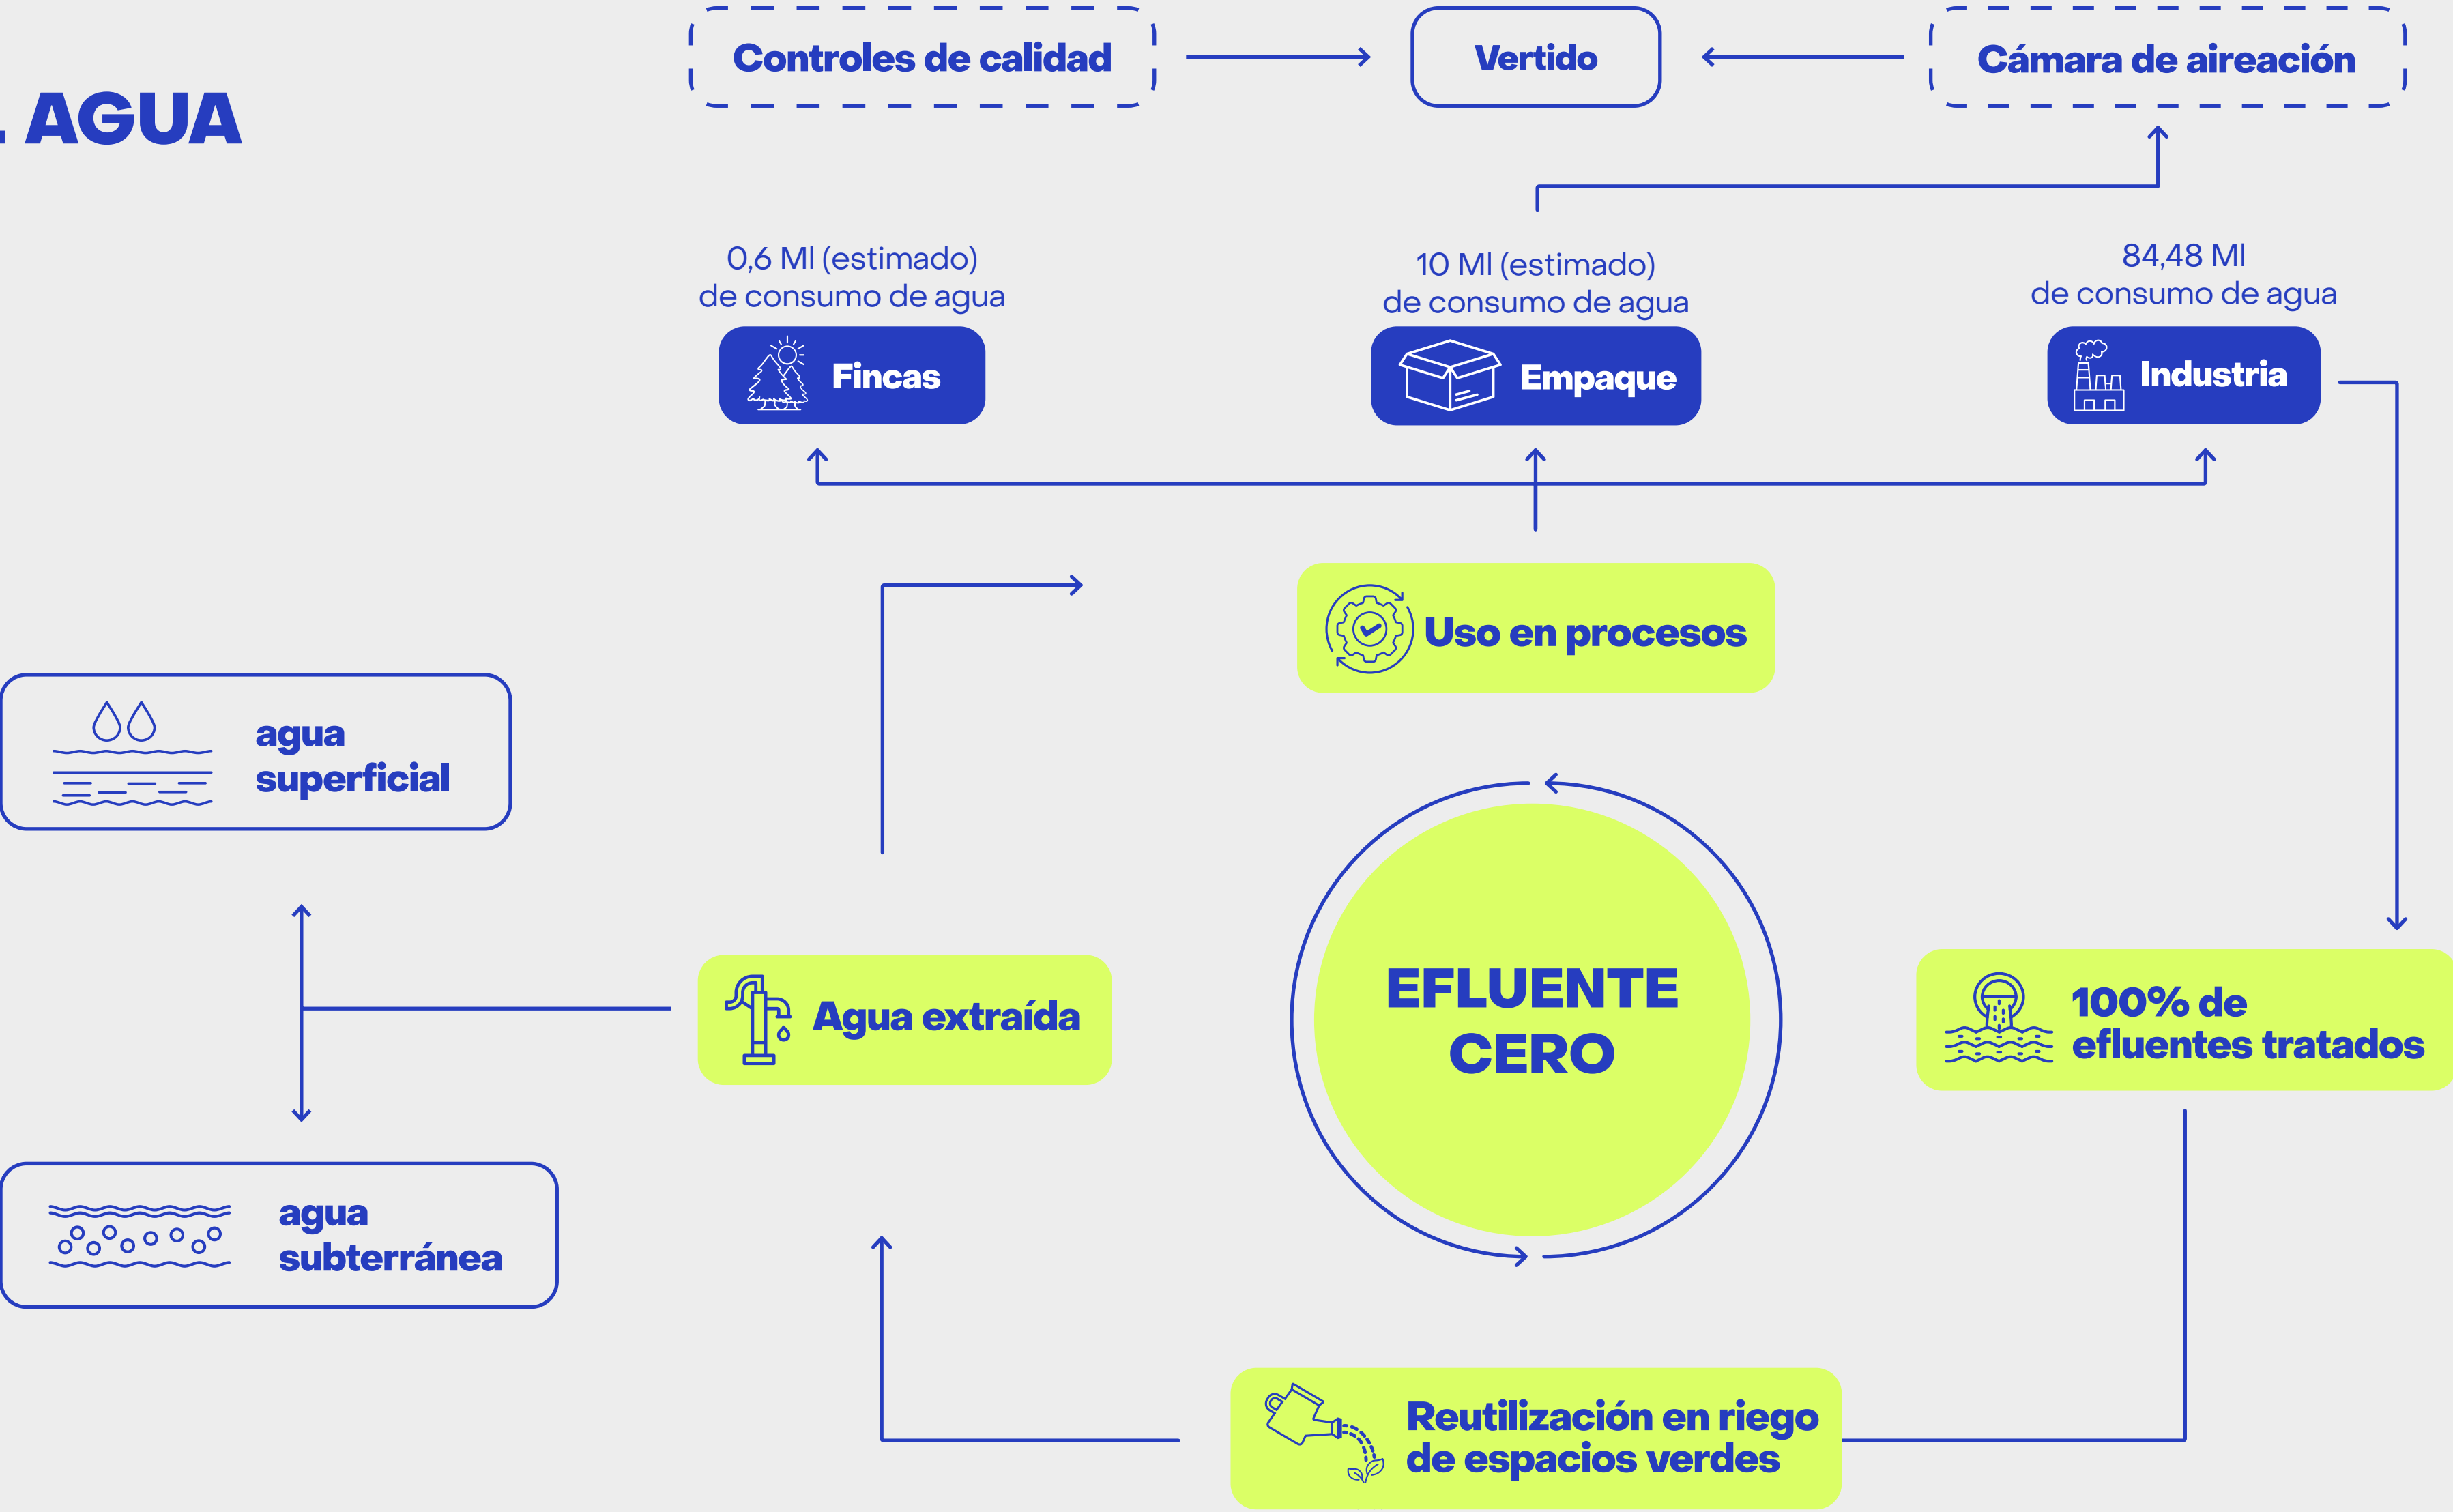 AGUA
Controles de calidad
Vertido
Cámara de aireación
0,6 Ml (estimado)
de consumo de agua
10 Ml (estimado)
de consumo de agua
84,48 Ml
de consumo de agua
Fincas
Empaque
Industria
Uso en procesos
agua
superficial
Agua extraída
EFLUENTE
CERO
100% de
efluentes tratados
agua
subterránea
Reutilización en riego
de espacios verdes